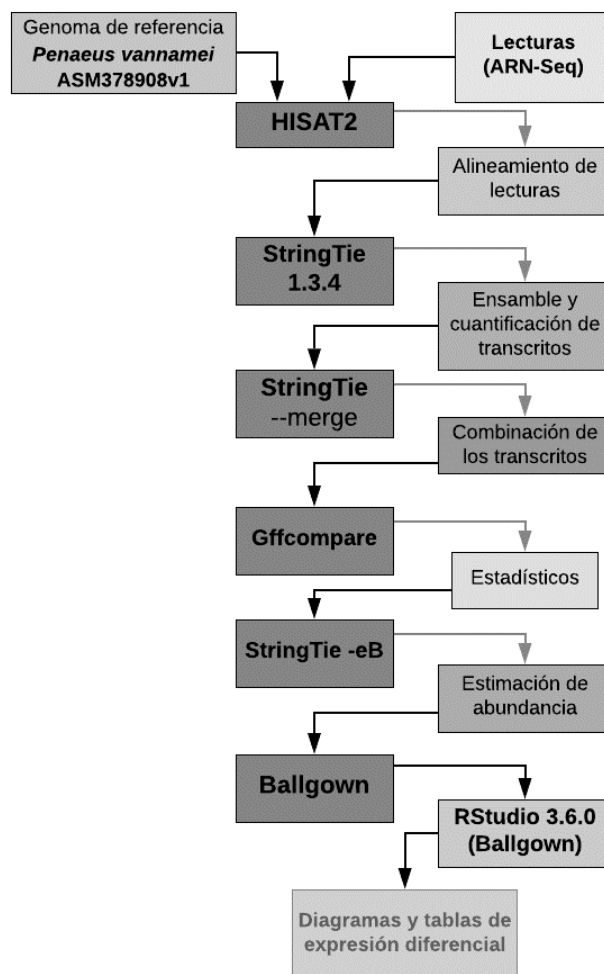 Genoma de referencia
Penaeus vannamei
ASM378908v1
Lecturas
(ARN-Seq)
HISAT2
Alineamiento de
lecturas
StringTie
1.3.4
Ensamble y
cuantificación de
transcritos
StringTie
--merge
Combinación de
los transcritos
Gffcompare
Estadísticos
StringTie -eB
Estimación de
abundancia
Ballgown
RStudio 3.6.0
(Ballgown)
Diagramas y tablas de
expresión diferencial